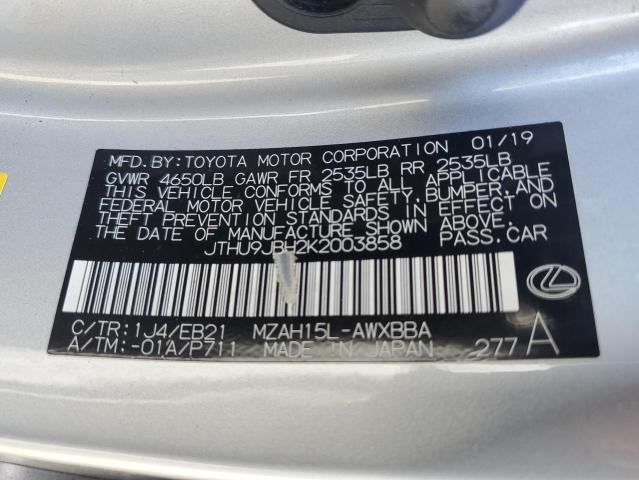 MFD.BY:TOYOTA MOTOR CORPORATION 01/19
GVWR 4650LB GAWR FR 2535LB RR 2535LB
THIS VEHICLE CONFORMS TO ALL APPLICABLE
FEDERAL MOTOR VEHICLE SAFETY,BUMPER,AND
THEFT PREVENTION STANDARDS IN EFFECT ON
THE DATE OF MANUFACTURE SHOWN ABOVE.
JTHU9JBH2K2003858 PASS.CAR
C/TR:1J4/EB21 MZAH15L-AWXBBA
A/TM:-01A/P711 MADE IN JAPAN 277 A